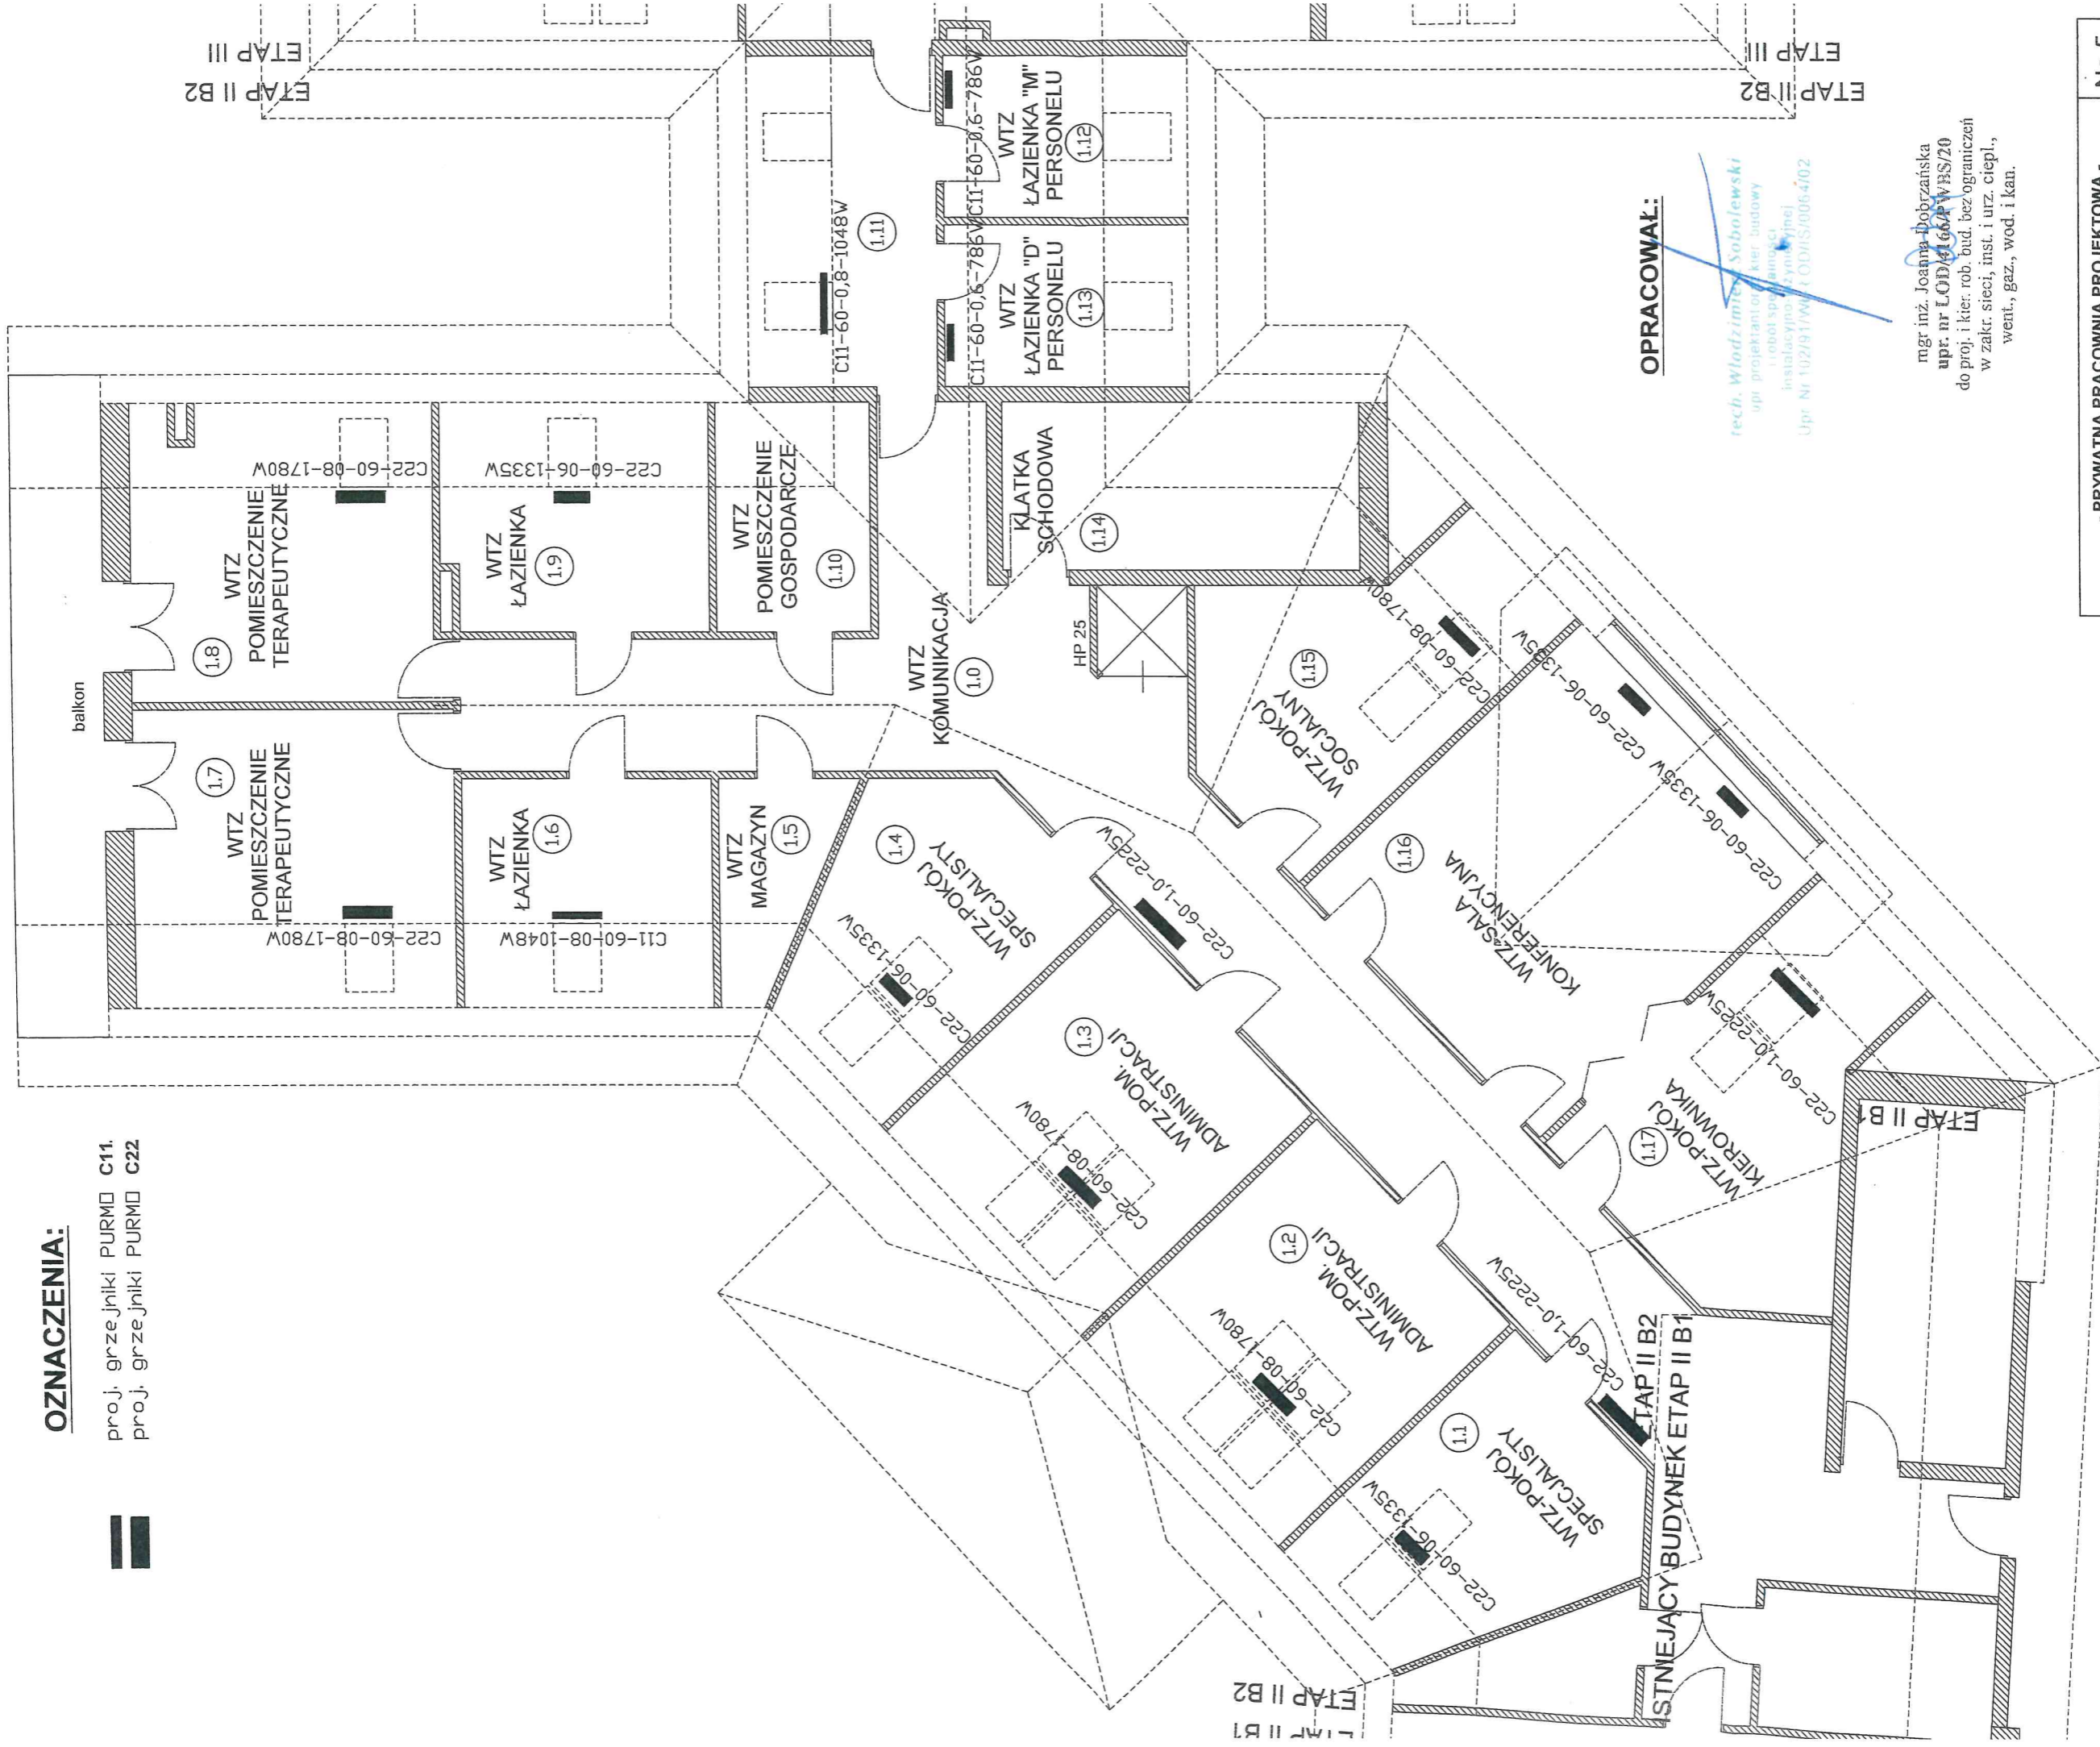 OZNACZENIA:
proj. grzejniki PURMO C11.
proj. grzejniki PURMO C22
ETAP III
ETAP II B2
ETAP III
ETAP II B2
balkon
1.8
WTZ
POMIESZCZENIE
TERAPEUTYCZNE
C22-60-08-1780W
WTZ
ŁAZIENKA
1.9
C22-60-06-1335W
WTZ
POMIESZCZENIE
GOSPODARCZE
1.10
1.7
WTZ
POMIESZCZENIE
TERAPEUTYCZNE
C22-60-08-1780W
WTZ
ŁAZIENKA
1.6
C11-60-08-1048W
WTZ
MAGAZYN
1.5
WTZ
KOMUNIKACJA
1.0
C11-60-0,8-1048W
1.11
C11-60-0,6-786W
WTZ
ŁAZIENKA "M"
PERSONELU
1.12
C11-60-0,6-786W
WTZ
ŁAZIENKA "D"
PERSONELU
1.13
KLATKA
SCHODOWA
1.14
HP 25
1.15
WTZ-POKÓJ
SOCJALNY
C22-60-08-1780W
1.16
WTZ-SALA
KONFERENCYJNA
C22-60-06-1335W
C22-60-06-1335W
1.17
WTZ-POKÓJ
KIEROWNIKA
C22-60-1,0-2225W
1.4
WTZ-POKÓJ
SPECJALISTY
C22-60-06-1335W
C22-60-1,0-2225W
1.3
WTZ-POM.
ADMINISTRACJI
C22-60-08-1780W
1.2
WTZ-POM.
ADMINISTRACJI
C22-60-08-1780W
1.1
WTZ-POKÓJ
SPECJALISTY
C22-60-06-1335W
C22-60-1,0-2225W
ETAP II B2
ISTNIEJĄCY BUDYNEK ETAP II B1
ETAP II B1
ETAP II B2
ETAP II B1
OPRACOWAŁ:
tech. Włodzimierz Sobolewski
mgr inż. Joanna Dobrzańska
upr. nr
do proj. i kier. rob. bud. bez ograniczeń
w zakr. sieci, inst. i urz. ciepl.,
went., gaz., wod. i kan.
PRYWATNA PRACOWNIA PROJEKTOWA -